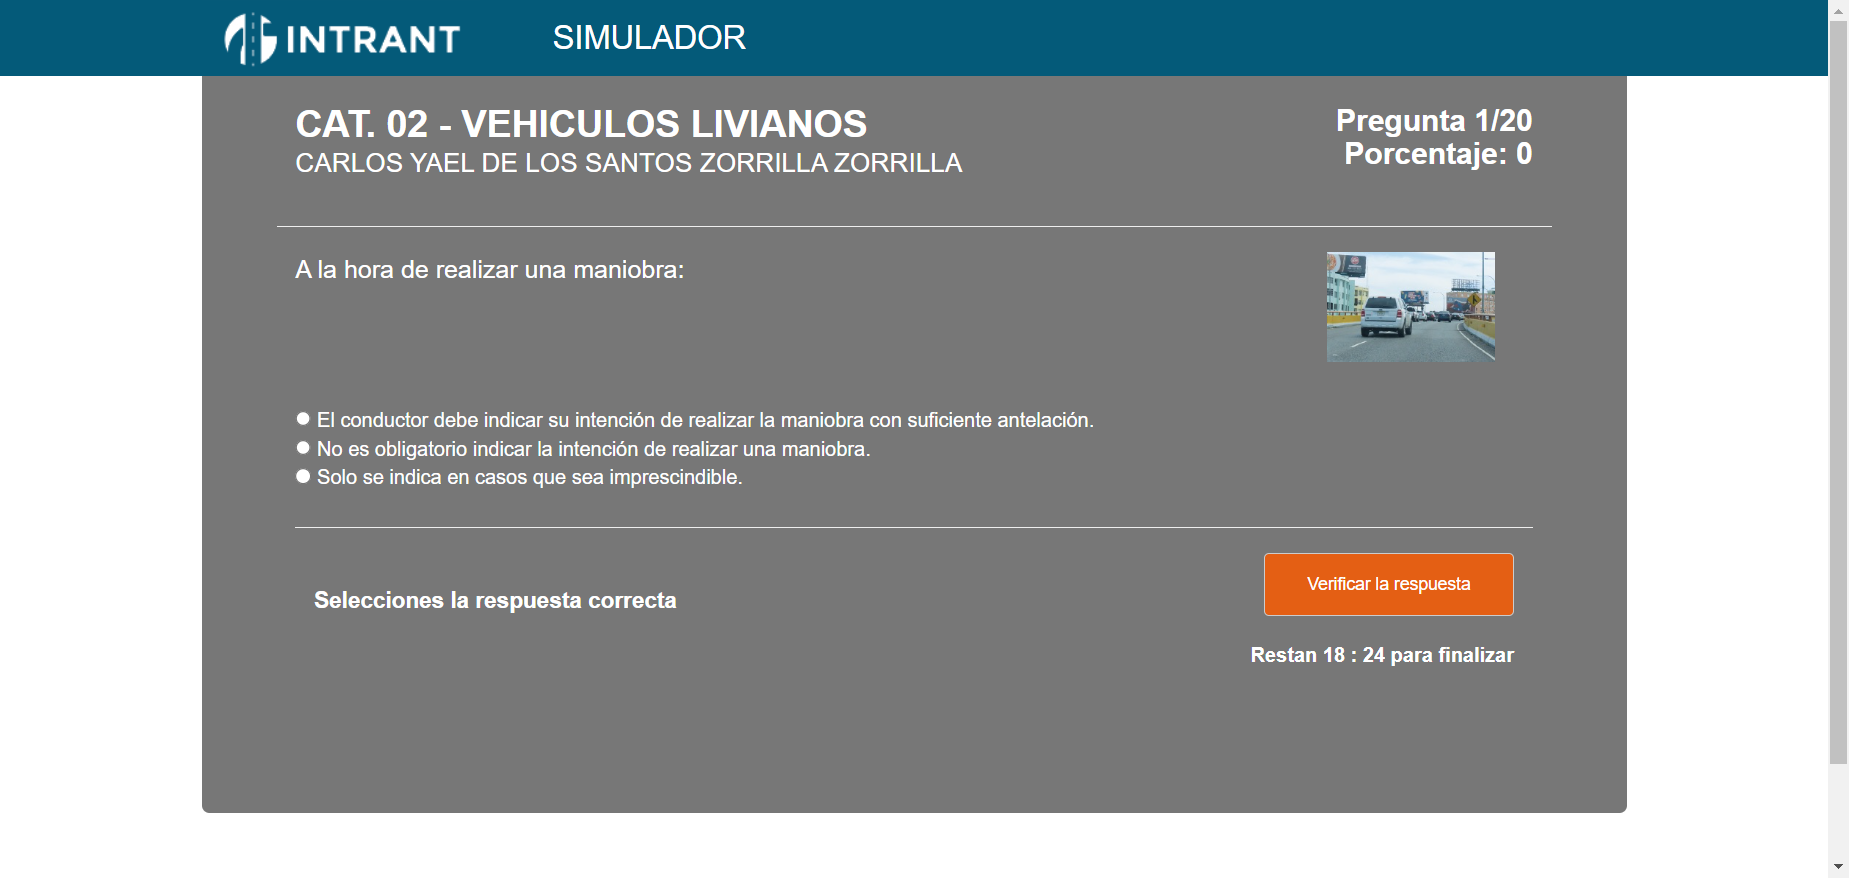 INTRANT
SIMULADOR
CAT. 02 - VEHICULOS LIVIANOS
CARLOS YAEL DE LOS SANTOS ZORRILLA ZORRILLA
Pregunta 1/20
Porcentaje: 0
A la hora de realizar una maniobra:
El conductor debe indicar su intención de realizar la maniobra con suficiente antelación.
No es obligatorio indicar la intención de realizar una maniobra.
Solo se indica en casos que sea imprescindible.
Selecciones la respuesta correcta
Verificar la respuesta
Restan 18 : 24 para finalizar